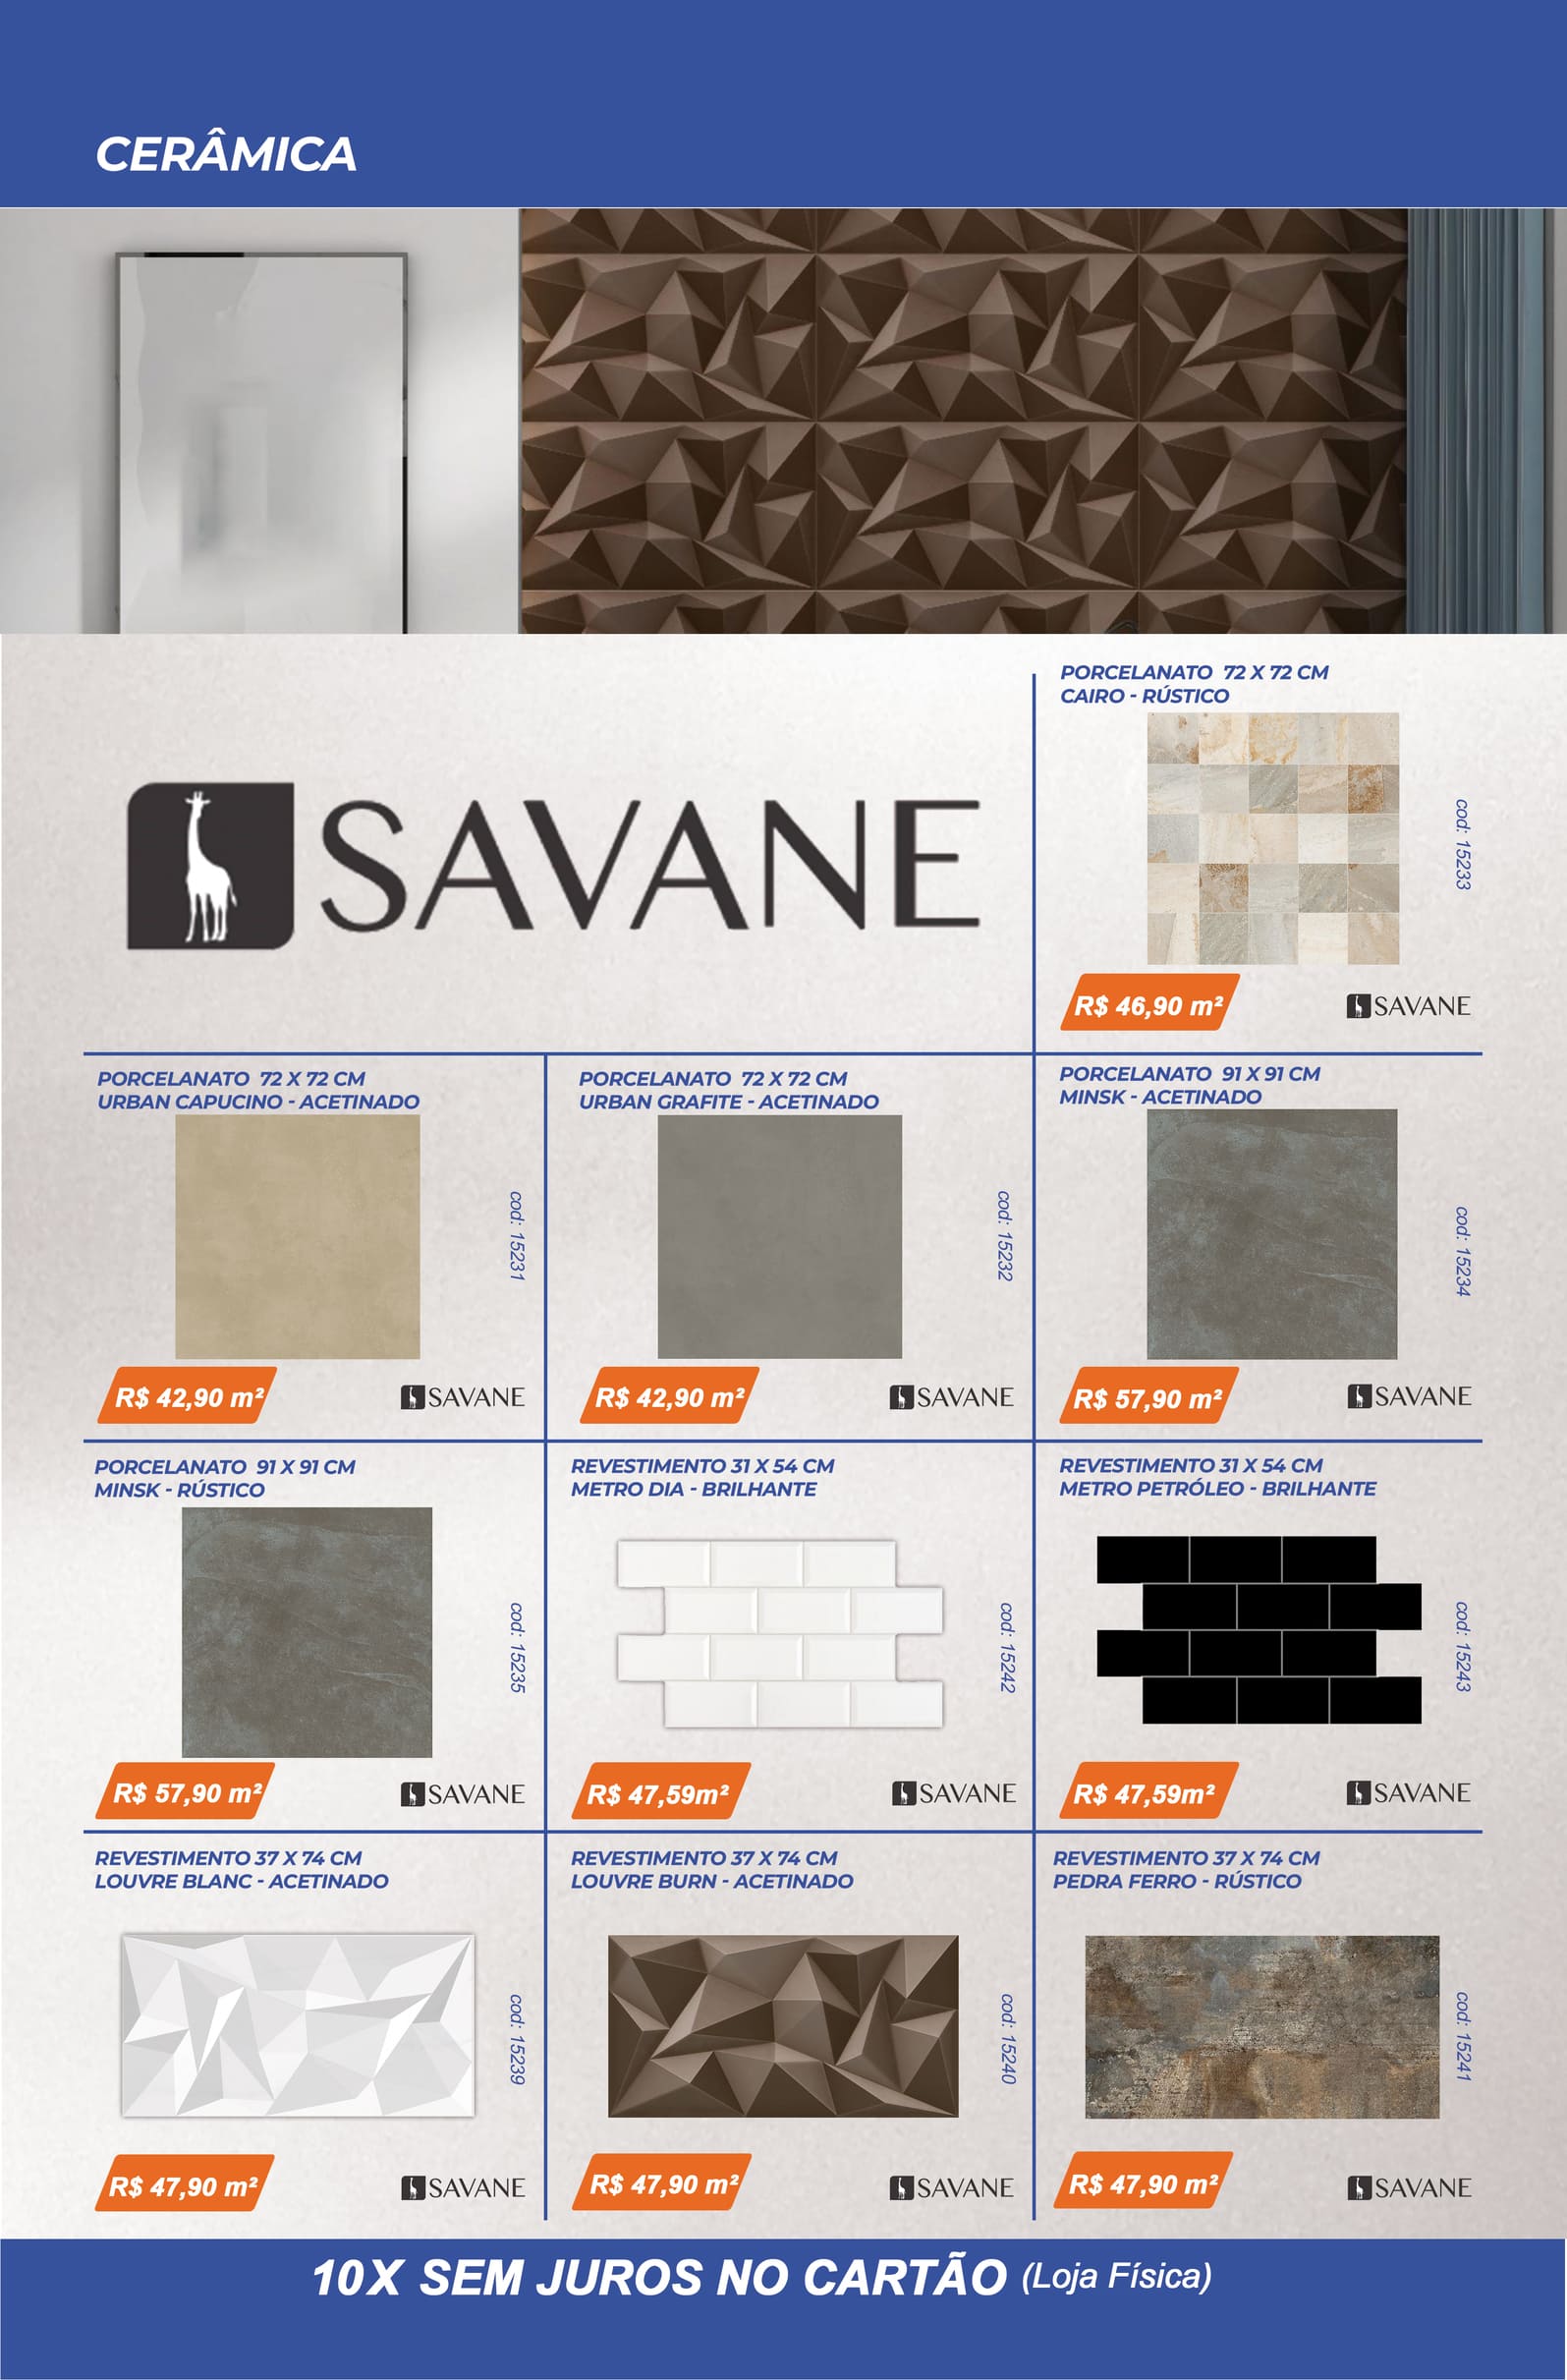 CERÂMICA
SAVANE
PORCELANATO 72 X 72 CM
CAIRO - RÚSTICO
cod: 15233
R$ 46,90 m²
SAVANE
PORCELANATO 72 X 72 CM
URBAN CAPUCINO - ACETINADO
cod: 15231
R$ 42,90 m²
SAVANE
PORCELANATO 72 X 72 CM
URBAN GRAFITE - ACETINADO
cod: 15232
R$ 42,90 m²
SAVANE
PORCELANATO 91 X 91 CM
MINSK - ACETINADO
cod: 15234
R$ 57,90 m²
SAVANE
PORCELANATO 91 X 91 CM
MINSK - RÚSTICO
cod: 15235
R$ 57,90 m²
SAVANE
REVESTIMENTO 31 X 54 CM
METRO DIA - BRILHANTE
cod: 15242
R$ 47,59m²
SAVANE
REVESTIMENTO 31 X 54 CM
METRO PETRÓLEO - BRILHANTE
cod: 15243
R$ 47,59m²
SAVANE
REVESTIMENTO 37 X 74 CM
LOUVRE BLANC - ACETINADO
cod: 15239
R$ 47,90 m²
SAVANE
REVESTIMENTO 37 X 74 CM
LOUVRE BURN - ACETINADO
cod: 15240
R$ 47,90 m²
SAVANE
REVESTIMENTO 37 X 74 CM
PEDRA FERRO - RÚSTICO
cod: 15241
R$ 47,90 m²
SAVANE
10X SEM JUROS NO CARTÃO (Loja Física)